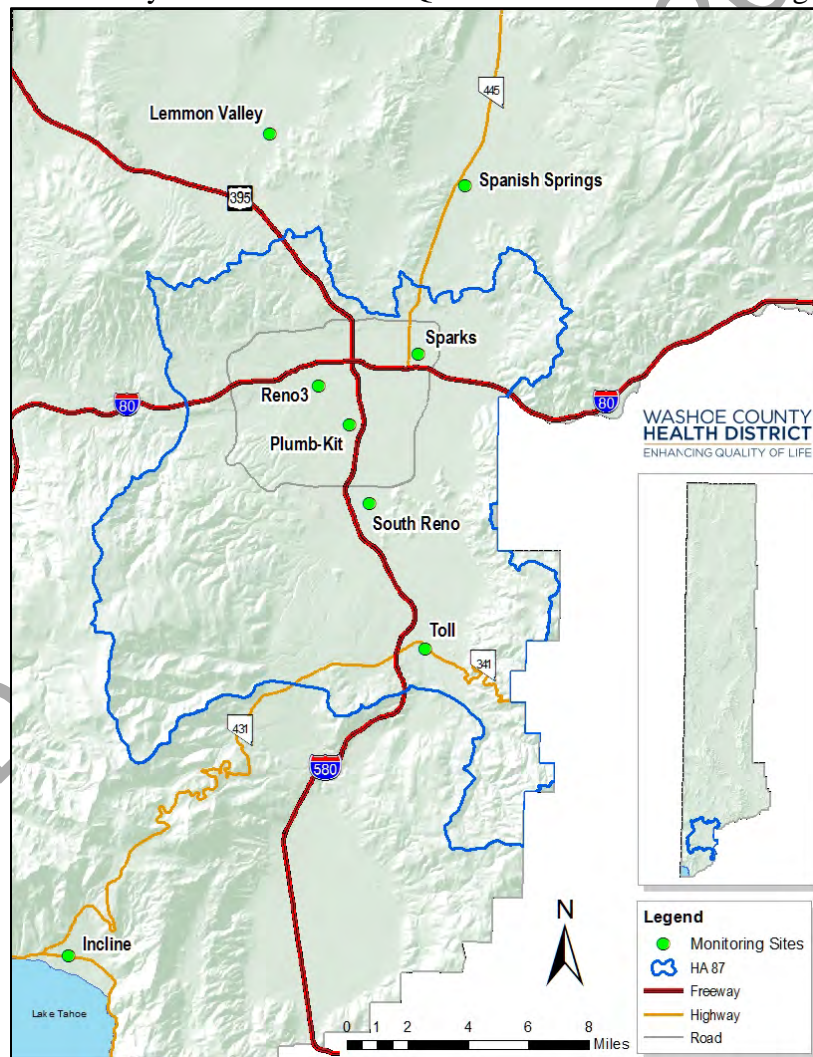 Lemmon Valley
445
Spanish Springs
395
Sparks
Reno3
80
80
Plumb-Kit
WASHOE COUNTY
HEALTH DISTRICT
ENHANCING QUALITY OF LIFE
South Reno
Toll
341
431
580
N
Incline
Lake Tahoe
0 1 2 4 6 8
Miles
Legend
Monitoring Sites
HA 87
Freeway
Highway
Road